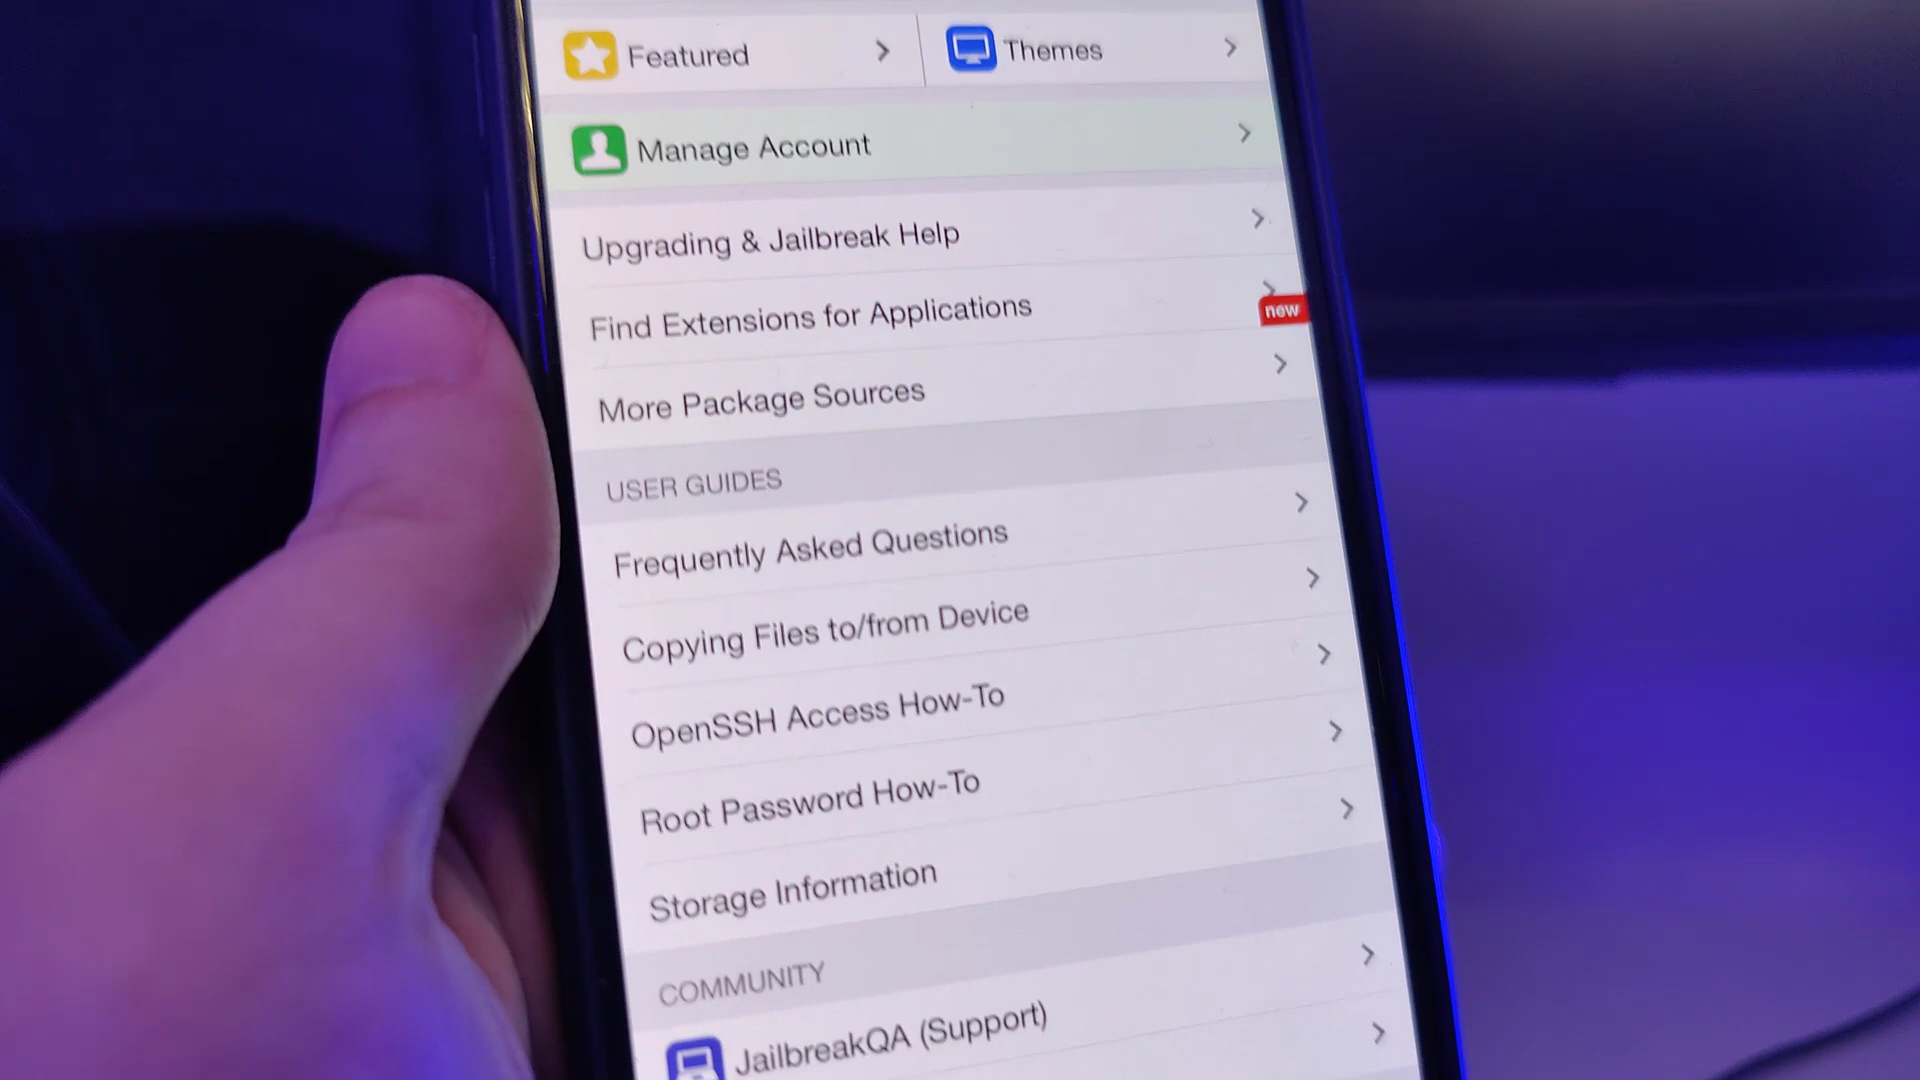 Featured
Themes
Manage Account
Upgrading & Jailbreak Help
Find Extensions for Applications
new
More Package Sources
USER GUIDES
Frequently Asked Questions
Copying Files to/from Device
OpenSSH Access How-To
Root Password How-To
Storage Information
COMMUNITY
JailbreakQA (Support)